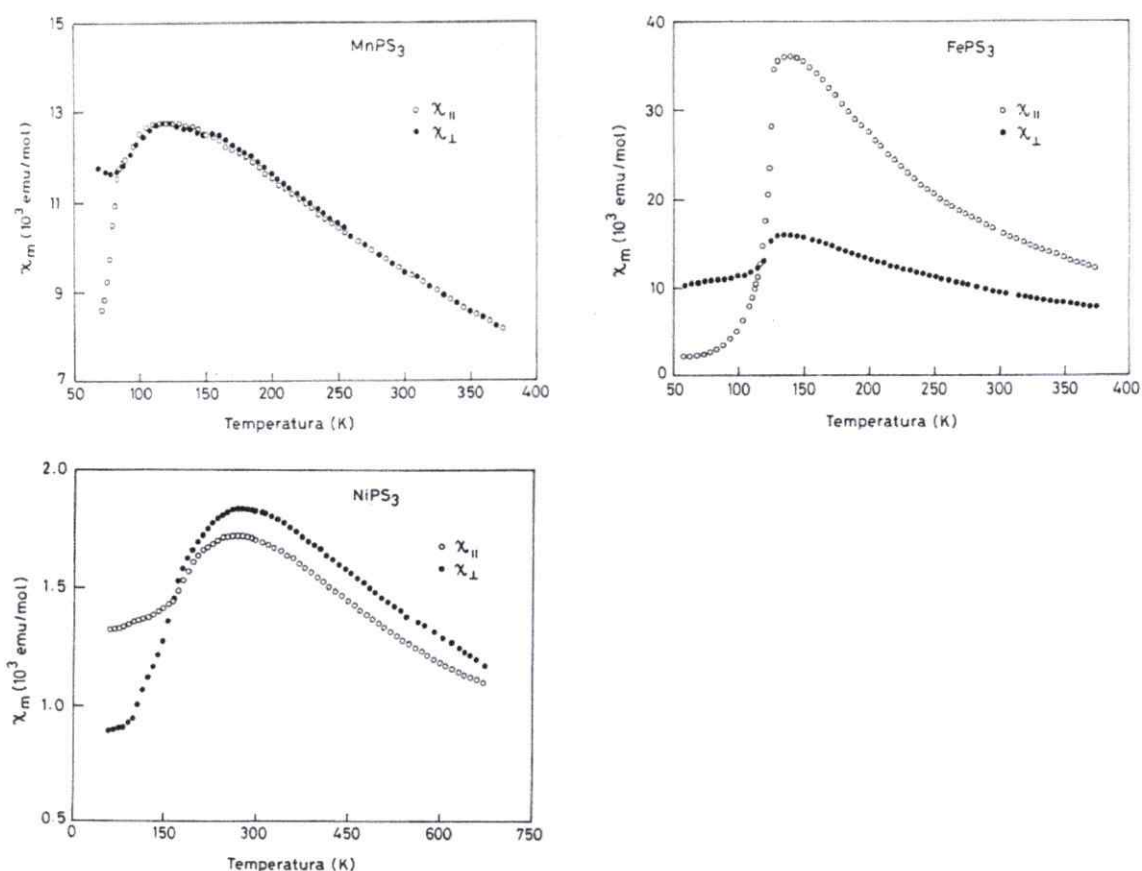 15
13
11
9
7
χm (10³ emu/mol)
MnPS₃
○ χ||
● χ⊥
50 100 150 200 250 300 350 400
Temperatura (K)
40
30
20
10
0
χm (10³ emu/mol)
FePS₃
○ χ||
● χ⊥
50 100 150 200 250 300 350 400
Temperatura (K)
2.0
1.5
1.0
0.5
χm (10³ emu/mol)
NiPS₃
○ χ||
● χ⊥
0 150 300 450 600 750
Temperatura (K)